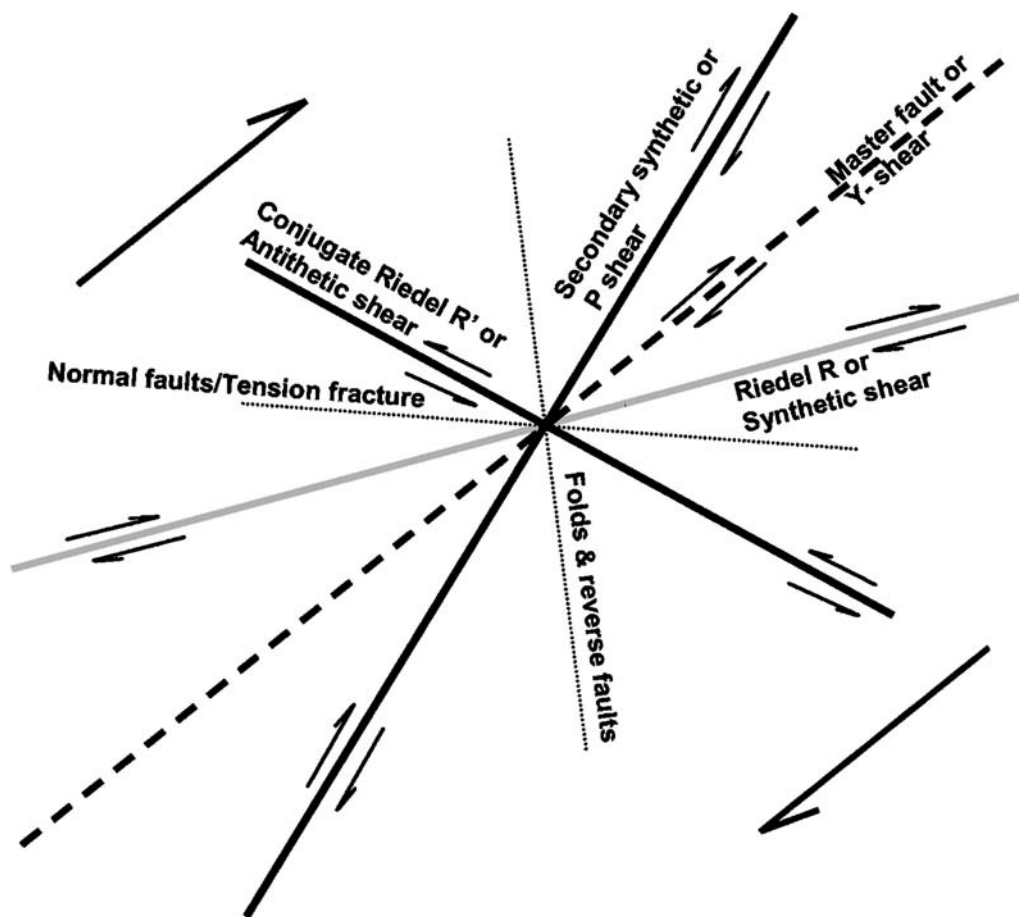 Secondary synthetic or
P shear
Master fault or
Y- shear
Conjugate Riedel R' or
Antithetic shear
Normal faults/Tension fracture
Riedel R or
Synthetic shear
Folds & reverse faults